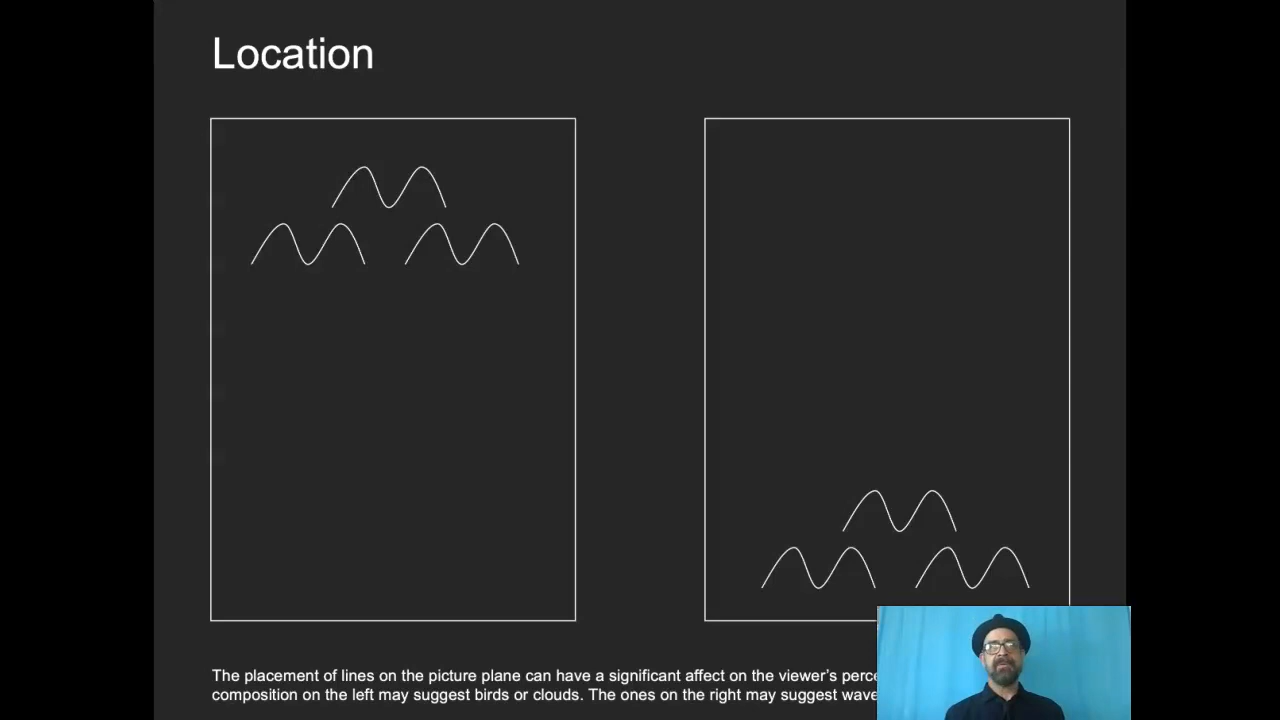 Location
The placement of lines on the picture plane can have a significant affect on the viewer's
composition on the left may suggest birds or clouds. The ones on the right may suggest